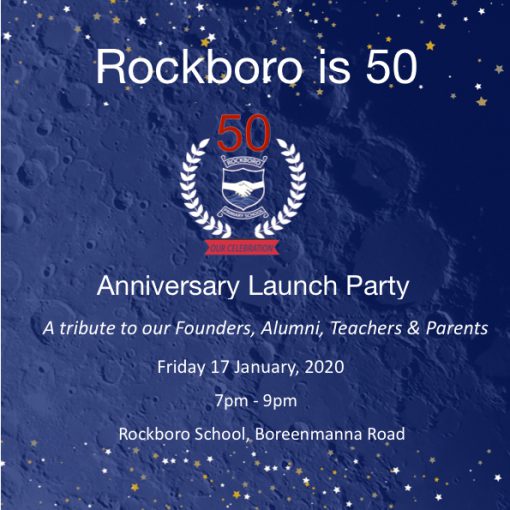 Rockboro is 50
50
ROCKBORO
PRIMARY SCHOOL
OUR CELEBRATION
Anniversary Launch Party
A tribute to our Founders, Alumni, Teachers & Parents
Friday 17 January, 2020
7pm - 9pm
Rockboro School, Boreenmanna Road